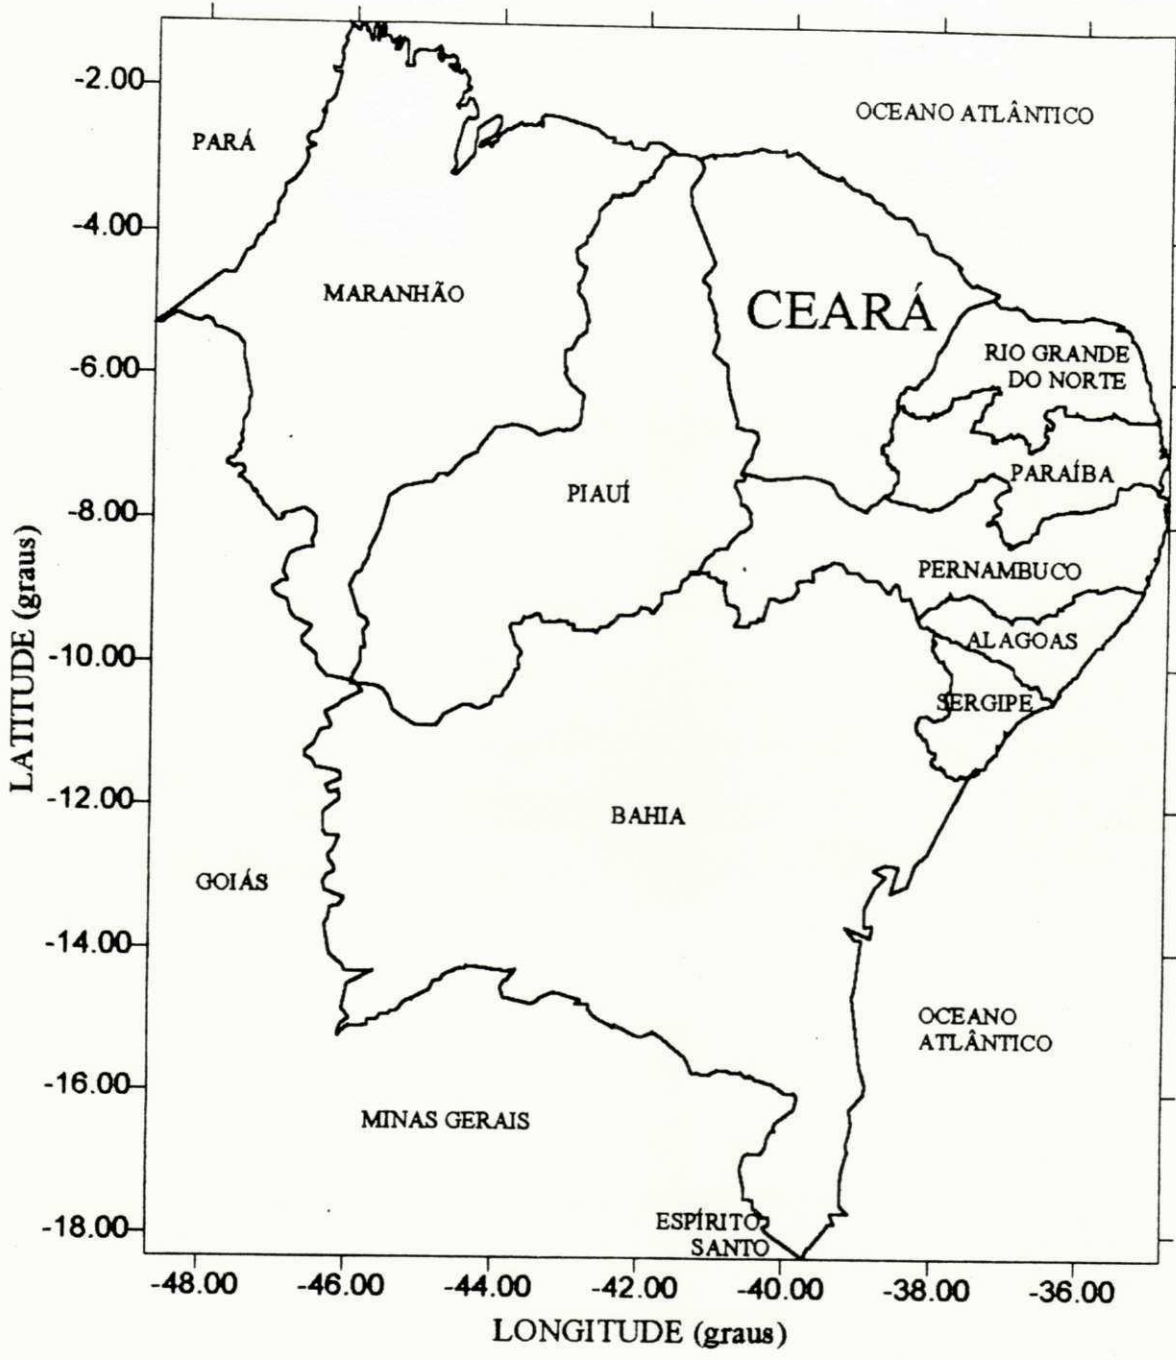 -2.00
OCEANO ATLÂNTICO
PARÁ
-4.00
MARANHÃO
CEARÁ
RIO GRANDE
DO NORTE
-6.00
PARAÍBA
PIAUÍ
-8.00
PERNAMBUCO
ALAGOAS
-10.00
SERGIPE
LATITUDE (graus)
-12.00
BAHIA
GOIÁS
-14.00
OCEANO
ATLÂNTICO
-16.00
MINAS GERAIS
ESPÍRITO
SANTO
-18.00
-48.00 -46.00 -44.00 -42.00 -40.00 -38.00 -36.00
LONGITUDE (graus)